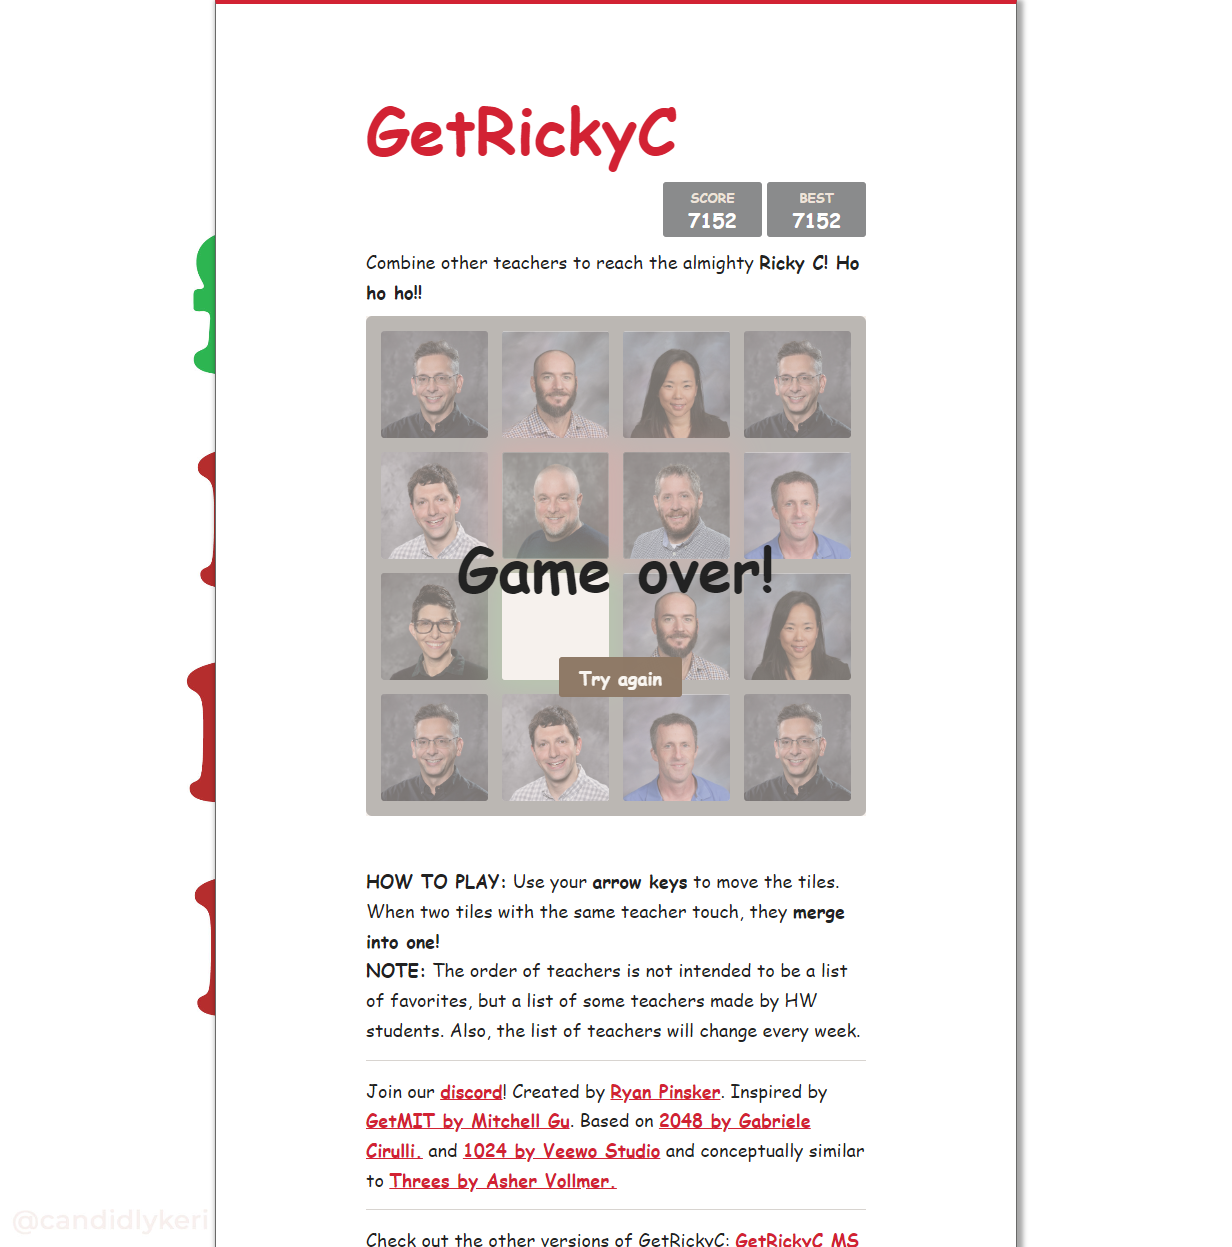 GetRickyC
SCORE BEST
7152 7152
Combine other teachers to reach the almighty Ricky C! Ho
ho ho!!
Game over!
Try again
HOW TO PLAY: Use your arrow keys to move the tiles.
When two tiles with the same teacher touch, they merge
into one!
NOTE: The order of teachers is not intended to be a list
of favorites, but a list of some teachers made by HW
students. Also, the list of teachers will change every week.
Join our discord! Created by Ryan Pinsker. Inspired by
GetMIT by Mitchell Gu. Based on 2048 by Gabriele
Cirulli. and 1024 by Veewo Studio and conceptually similar
to Threes by Asher Vollmer.
@candidlykeri
Check out the other versions of GetRickyC: GetRickyC MS